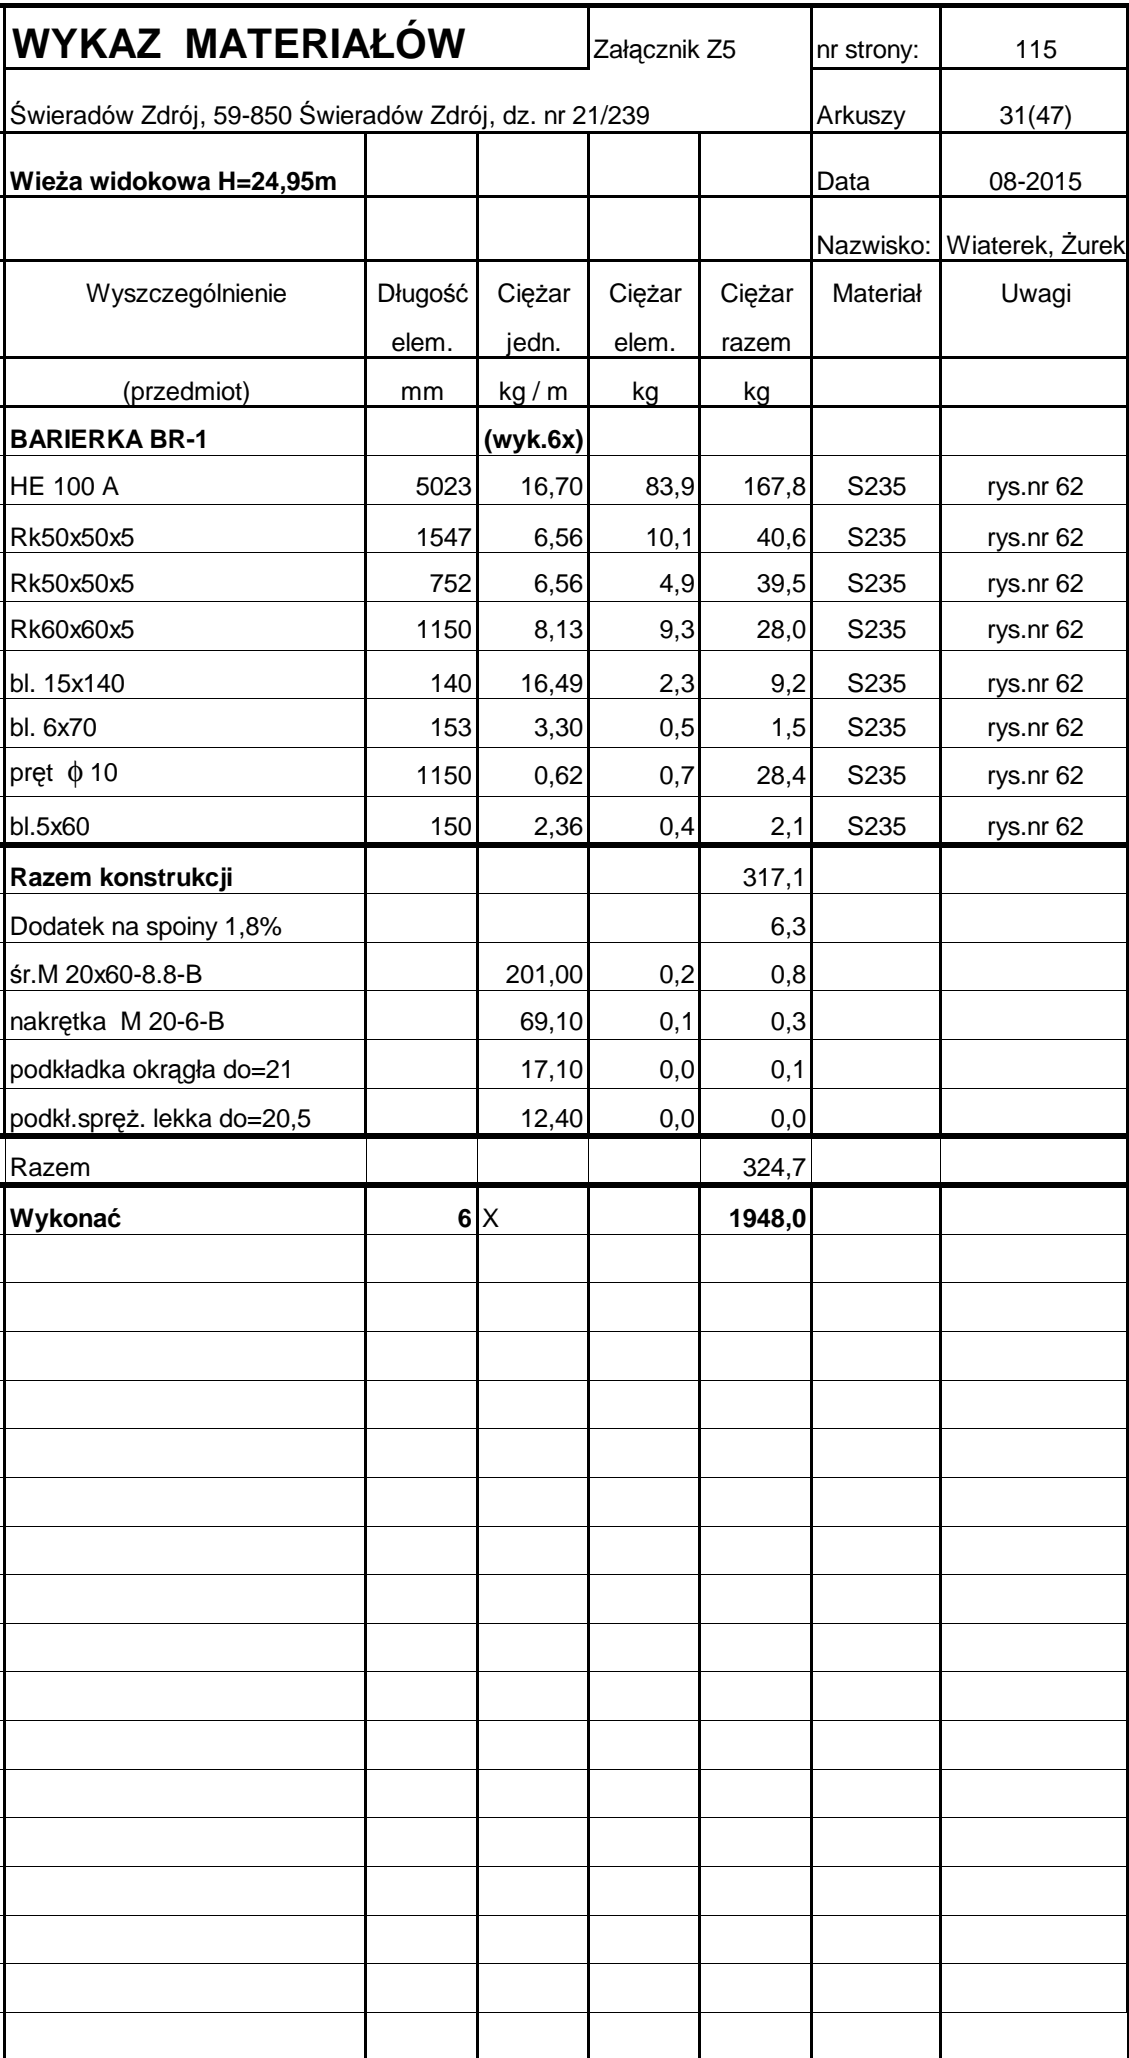 WYKAZ  MATERIAŁÓW Załącznik Z5 nr strony: 115
Świeradów Zdrój, 59-850 Świeradów Zdrój, dz. nr 21/239 Arkuszy 31(47)
Wieża widokowa H=24,95m Data 08-2015
Nazwisko: Wiaterek, Żurek
Wyszczególnienie Długość Ciężar Ciężar Ciężar Materiał Uwagi
elem. jedn. elem. razem
(przedmiot) mm kg / m kg kg
BARIERKA BR-1 (wyk.6x)
HE 100 A 5023 16,70 83,9 167,8 S235 rys.nr 62
Rk50x50x5 1547 6,56 10,1 40,6 S235 rys.nr 62
Rk50x50x5 752 6,56 4,9 39,5 S235 rys.nr 62
Rk60x60x5 1150 8,13 9,3 28,0 S235 rys.nr 62
bl. 15x140 140 16,49 2,3 9,2 S235 rys.nr 62
bl. 6x70 153 3,30 0,5 1,5 S235 rys.nr 62
pręt ϕ 10 1150 0,62 0,7 28,4 S235 rys.nr 62
bl.5x60 150 2,36 0,4 2,1 S235 rys.nr 62
Razem konstrukcji 317,1
Dodatek na spoiny 1,8% 6,3
śr.M 20x60-8.8-B 201,00 0,2 0,8
nakrętka  M 20-6-B 69,10 0,1 0,3
podkładka okrągła do=21 17,10 0,0 0,1
podkł.spręż. lekka do=20,5 12,40 0,0 0,0
Razem 324,7
Wykonać 6 X 1948,0